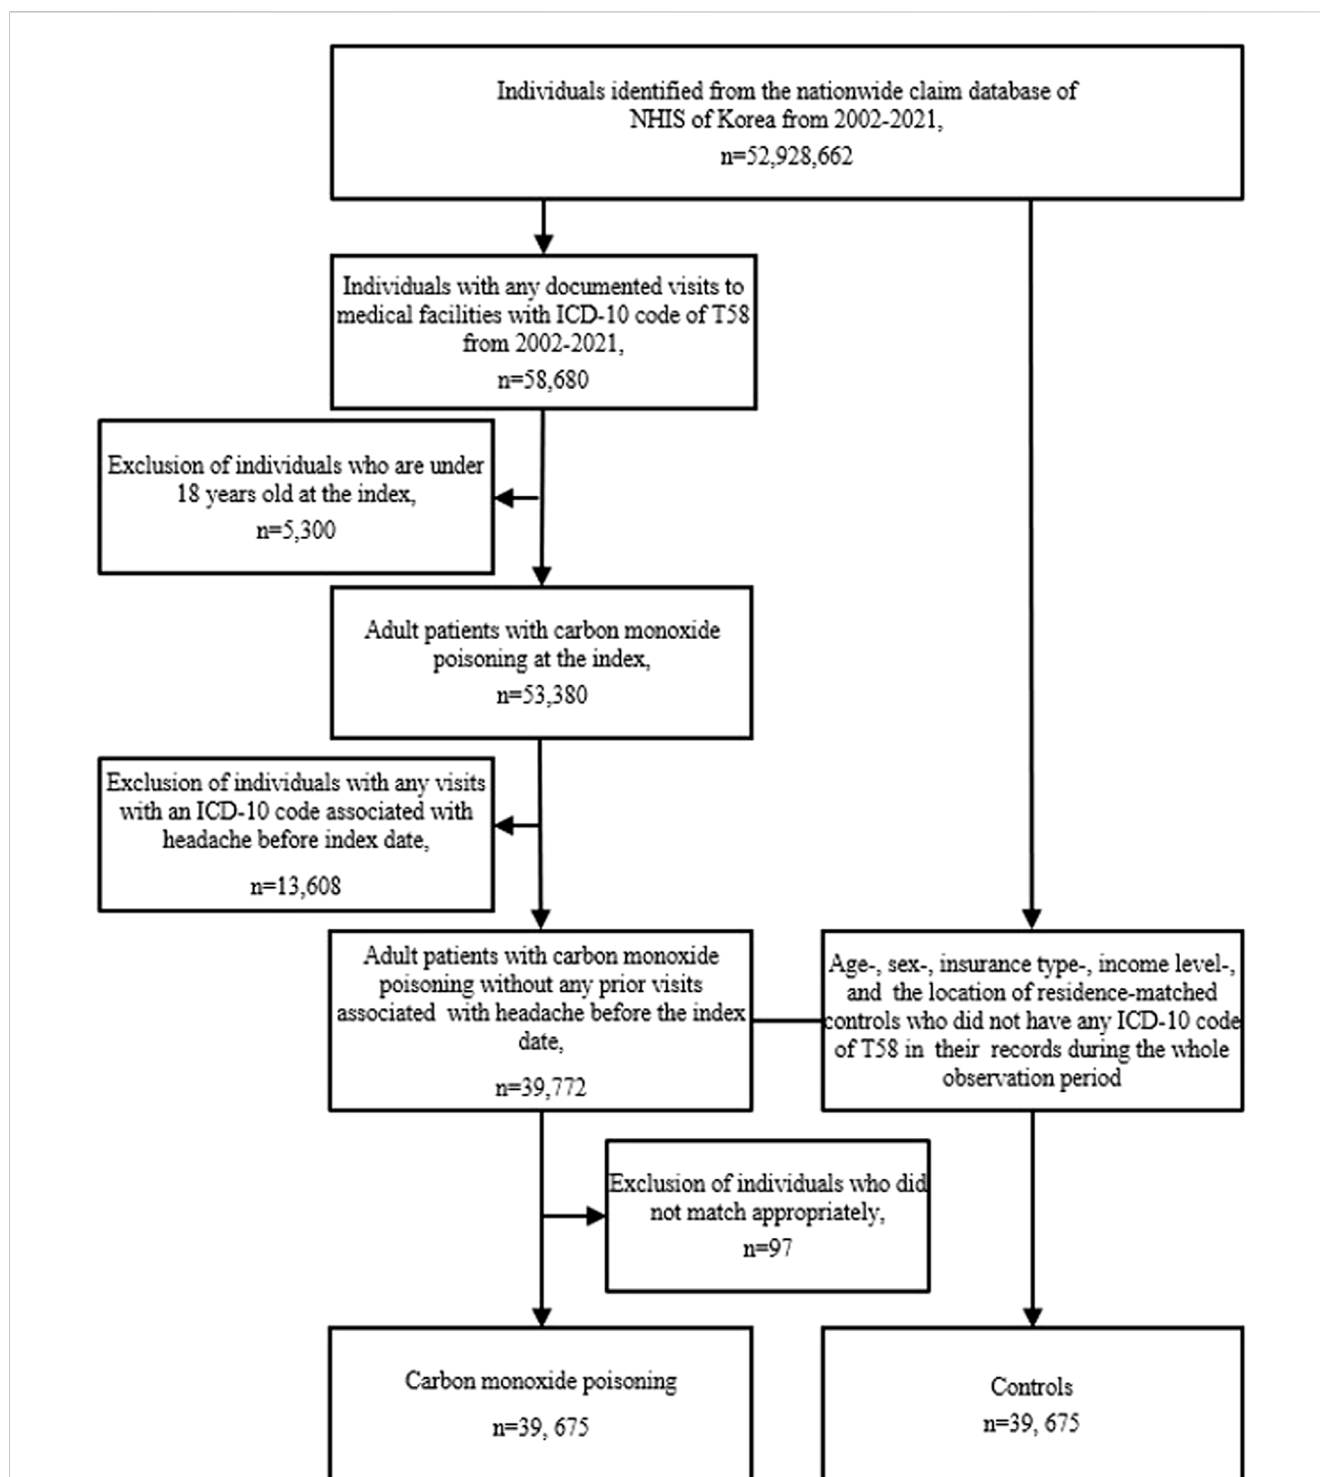 Individuals identified from the nationwide claim database of
NHIS of Korea from 2002-2021,
n=52,928,662
Individuals with any documented visits to
medical facilities with ICD-10 code of T58
from 2002-2021,
n=58,680
Exclusion of individuals who are under
18 years old at the index,
n=5,300
Adult patients with carbon monoxide
poisoning at the index,
n=53,380
Exclusion of individuals with any visits
with an ICD-10 code associated with
headache before index date,
n=13,608
Adult patients with carbon monoxide
poisoning without any prior visits
associated with headache before the index
date,
n=39,772
Age-, sex-, insurance type-, income level-,
and the location of residence-matched
controls who did not have any ICD-10 code
of T58 in their records during the whole
observation period
Exclusion of individuals who did
not match appropriately,
n=97
Carbon monoxide poisoning
n=39, 675
Controls
n=39, 675